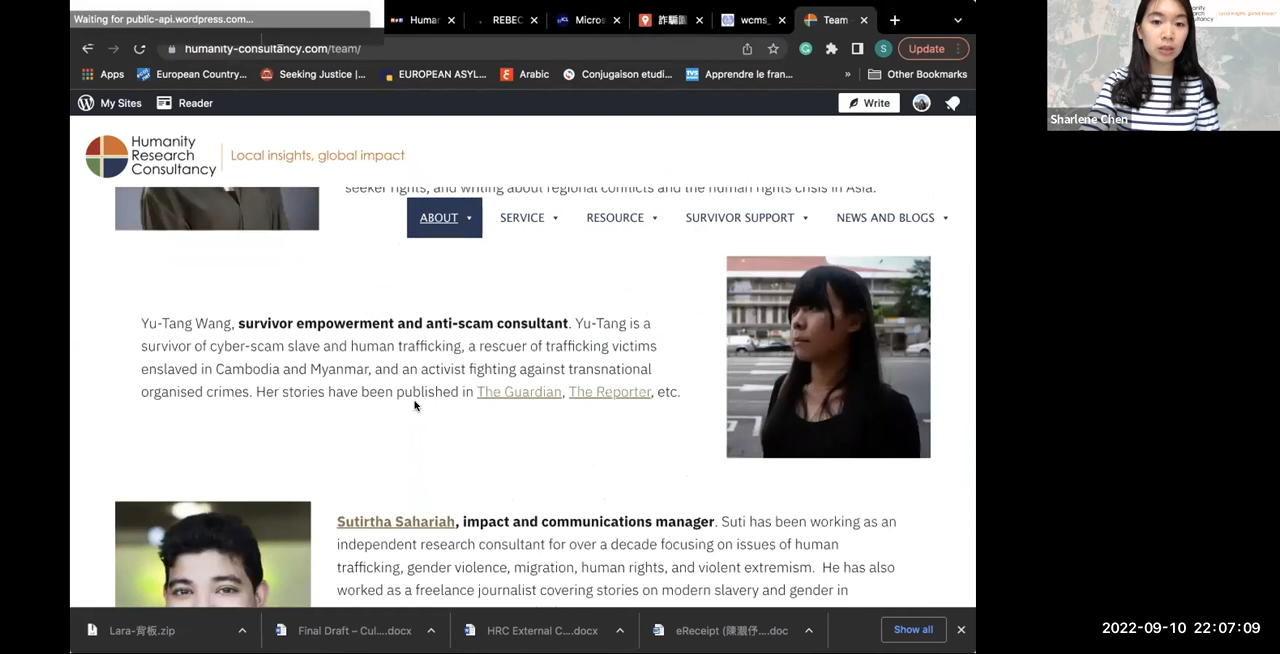 Waiting for public-api.wordpress.com...
Humar
REBEC
Micros
詐騙園
wcms_
Team
humanity-consultancy.com/team/
S
Update
Apps
European Country...
Seeking Justice |...
EUROPEAN ASYL...
Arabic
Conjugaison etudi...
Apprendre le fran...
»
Other Bookmarks
My Sites
Reader
Write
Humanity
Research
Consultancy
Local insights, global impact
seeker rights, and writing about regional conflicts and the human rights crisis in Asia.
ABOUT
SERVICE
RESOURCE
SURVIVOR SUPPORT
NEWS AND BLOGS
Yu-Tang Wang, survivor empowerment and anti-scam consultant. Yu-Tang is a
survivor of cyber-scam slave and human trafficking, a rescuer of trafficking victims
enslaved in Cambodia and Myanmar, and an activist fighting against transnational
organised crimes. Her stories have been published in The Guardian, The Reporter, etc.
Sutirtha Sahariah, impact and communications manager. Suti has been working as an
independent research consultant for over a decade focusing on issues of human
trafficking, gender violence, migration, human rights, and violent extremism. He has also
worked as a freelance journalist covering stories on modern slavery and gender in
Lara-背板.zip
Final Draft – Cul....docx
HRC External C....docx
eReceipt (陳瀨伃....doc
Show all
Sharlene Chen
2022-09-10 22:07:09